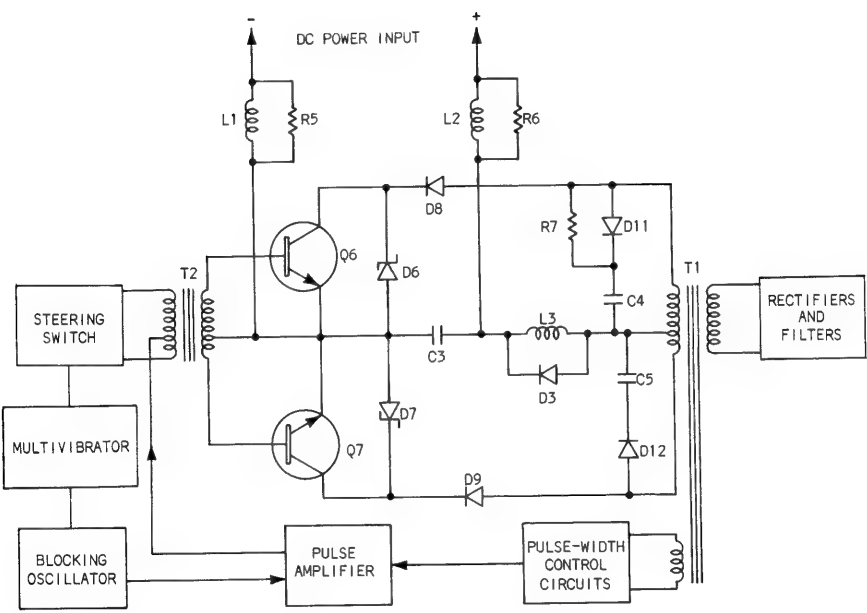 -
+
DC POWER INPUT
L1
R5
L2
R6
D8
R7
D11
Q6
T2
D6
T1
C4
STEERING
SWITCH
L3
RECTIFIERS
AND
FILTERS
C3
D3
C5
D7
MULTIVIBRATOR
Q7
D12
D9
BLOCKING
OSCILLATOR
PULSE
AMPLIFIER
PULSE-WIDTH
CONTROL
CIRCUITS